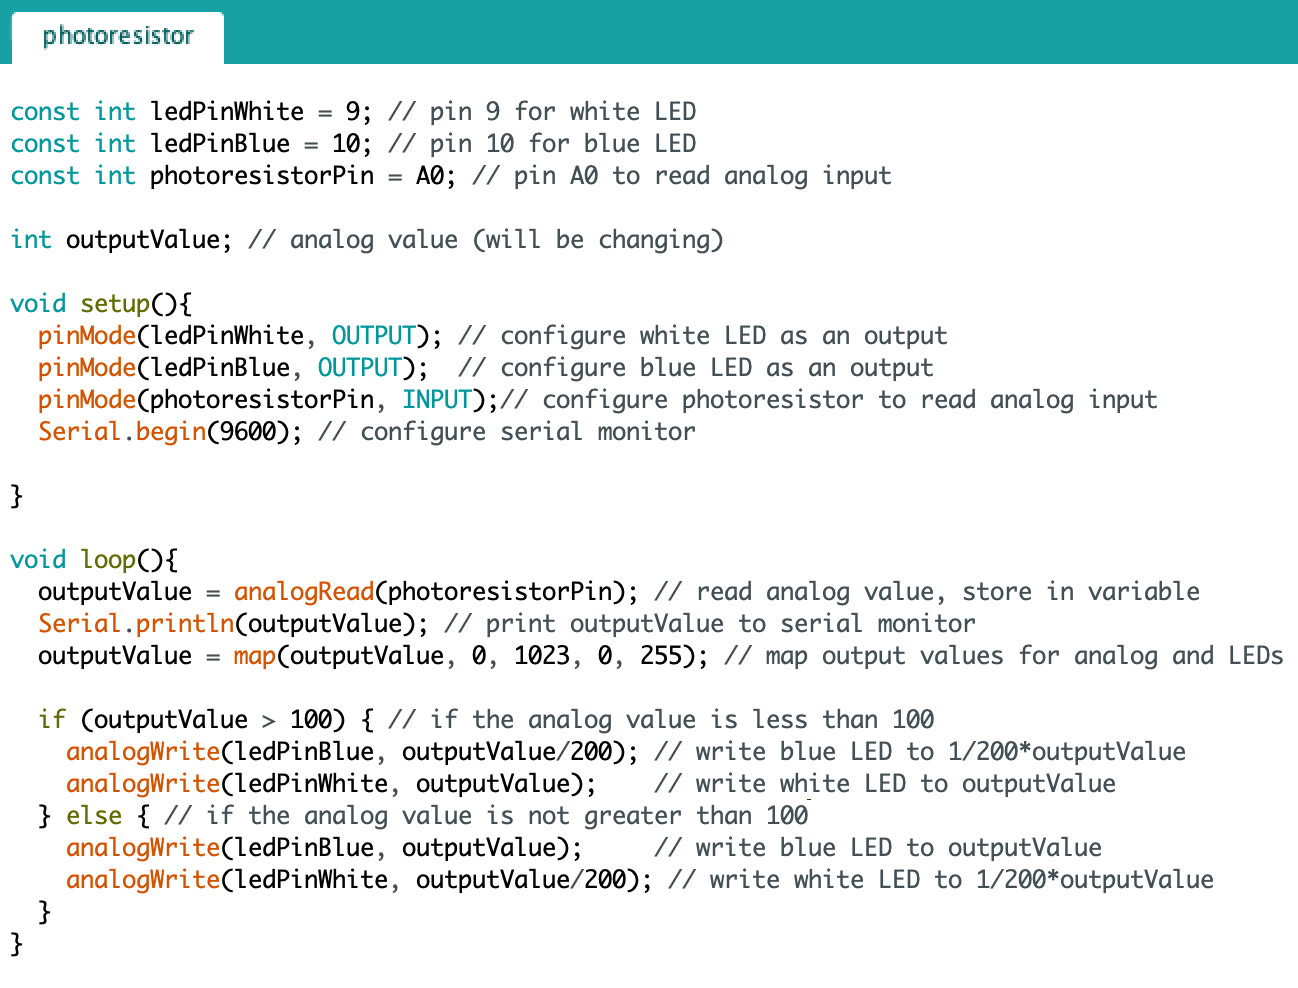 photoresistor
const int ledPinWhite = 9; // pin 9 for white LED
const int ledPinBlue = 10; // pin 10 for blue LED
const int photoresistorPin = A0; // pin A0 to read analog input
int outputValue; // analog value (will be changing)
void setup(){
  pinMode(ledPinWhite, OUTPUT); // configure white LED as an output
  pinMode(ledPinBlue, OUTPUT);  // configure blue LED as an output
  pinMode(photoresistorPin, INPUT);// configure photoresistor to read analog input
  Serial.begin(9600); // configure serial monitor
}
void loop(){
  outputValue = analogRead(photoresistorPin); // read analog value, store in variable
  Serial.println(outputValue); // print outputValue to serial monitor
  outputValue = map(outputValue, 0, 1023, 0, 255); // map output values for analog and LEDs
  if (outputValue > 100) { // if the analog value is less than 100
    analogWrite(ledPinBlue, outputValue/200); // write blue LED to 1/200*outputValue
    analogWrite(ledPinWhite, outputValue);    // write white LED to outputValue
  } else { // if the analog value is not greater than 100
    analogWrite(ledPinBlue, outputValue);     // write blue LED to outputValue
    analogWrite(ledPinWhite, outputValue/200); // write white LED to 1/200*outputValue
  }
}